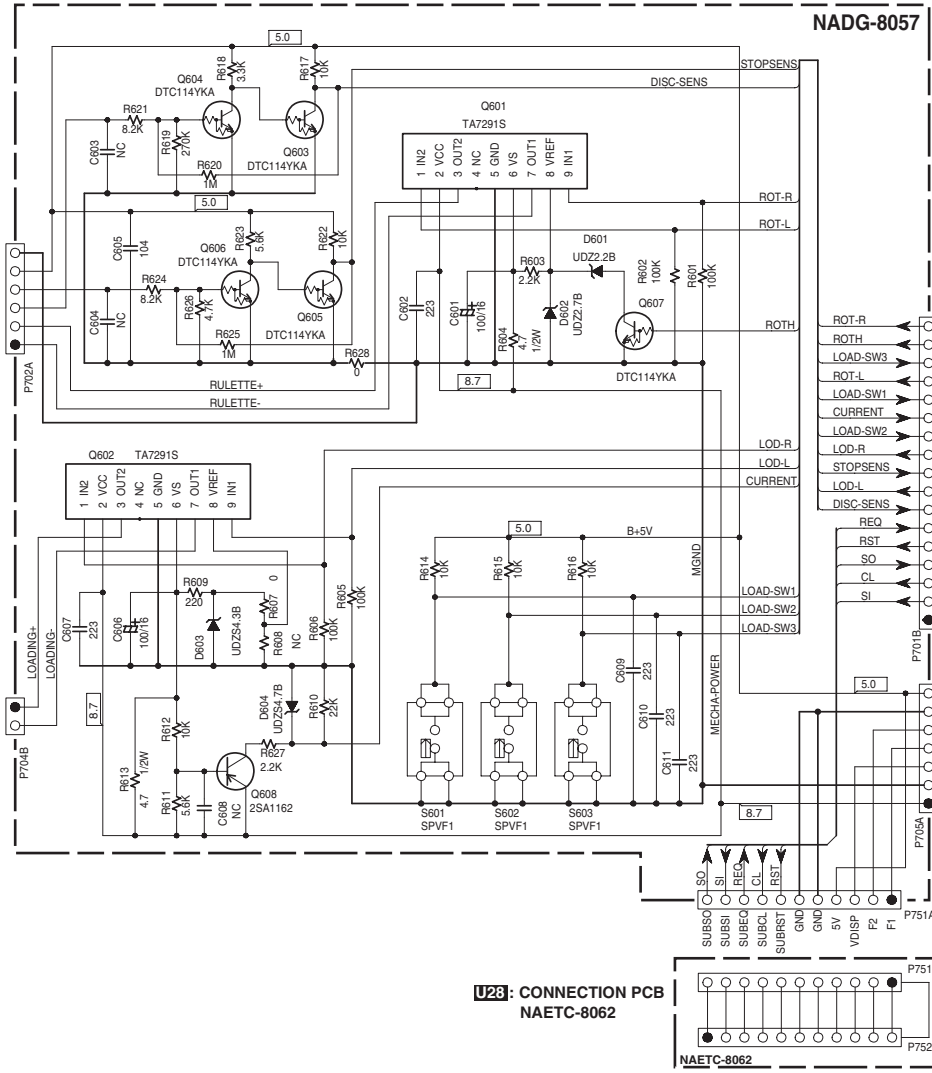 NADG-8057
5.0
STOPSENS
DISC-SENS
R618
3.3K
R617
10K
Q604
DTC114YKA
R621
8.2K
R619
270K
C603
NC
Q603
DTC114YKA
R620
1M
5.0
Q601
TA7291S
1 IN2
2 VCC
3 OUT2
4 NC
5 GND
6 VS
7 OUT1
8 VREF
9 IN1
ROT-R
ROT-L
C605
104
Q606
DTC114YKA
R623
5.6K
R622
10K
R624
8.2K
R626
4.7K
C604
NC
Q605
DTC114YKA
R625
1M
R628
0
C602
223
C601
100/16
R603
2.2K
R604
4.7
1/2W
D601
UDZ2.2B
D602
UDZ2.7B
Q607
DTC114YKA
R602
100K
R601
100K
ROTH
P702A
RULETTE+
RULETTE-
8.7
ROT-R
ROTH
LOAD-SW3
ROT-L
LOAD-SW1
CURRENT
LOAD-SW2
LOD-R
STOPSENS
LOD-L
DISC-SENS
REQ
RST
SO
CL
SI
P701B
Q602 TA7291S
1 IN2
2 VCC
3 OUT2
4 NC
5 GND
6 VS
7 OUT1
8 VREF
9 IN1
LOD-R
LOD-L
CURRENT
5.0
B+5V
R614
10K
R615
10K
R616
10K
MGND
LOAD-SW1
LOAD-SW2
LOAD-SW3
LOADING+
LOADING-
C607
223
C606
100/16
R609
220
D603
UDZS4.3B
R607
0
R608
NC
R605
100K
R606
100K
8.7
D604
UDZS4.7B
R610
22K
R612
10K
R613
4.7
1/2W
R611
5.6K
C608
NC
R627
2.2K
Q608
2SA1162
P704B
C609
223
C610
223
C611
223
MECHA-POWER
S601
SPVF1
S602
SPVF1
S603
SPVF1
5.0
8.7
P705A
SO
SI
REQ
CL
RST
SUBSO
SUBSI
SUBEQ
SUBCL
SUBRST
GND
GND
5V
VDISP
F2
F1
P751A
U28 : CONNECTION PCB
NAETC-8062
P751
P752
NAETC-8062